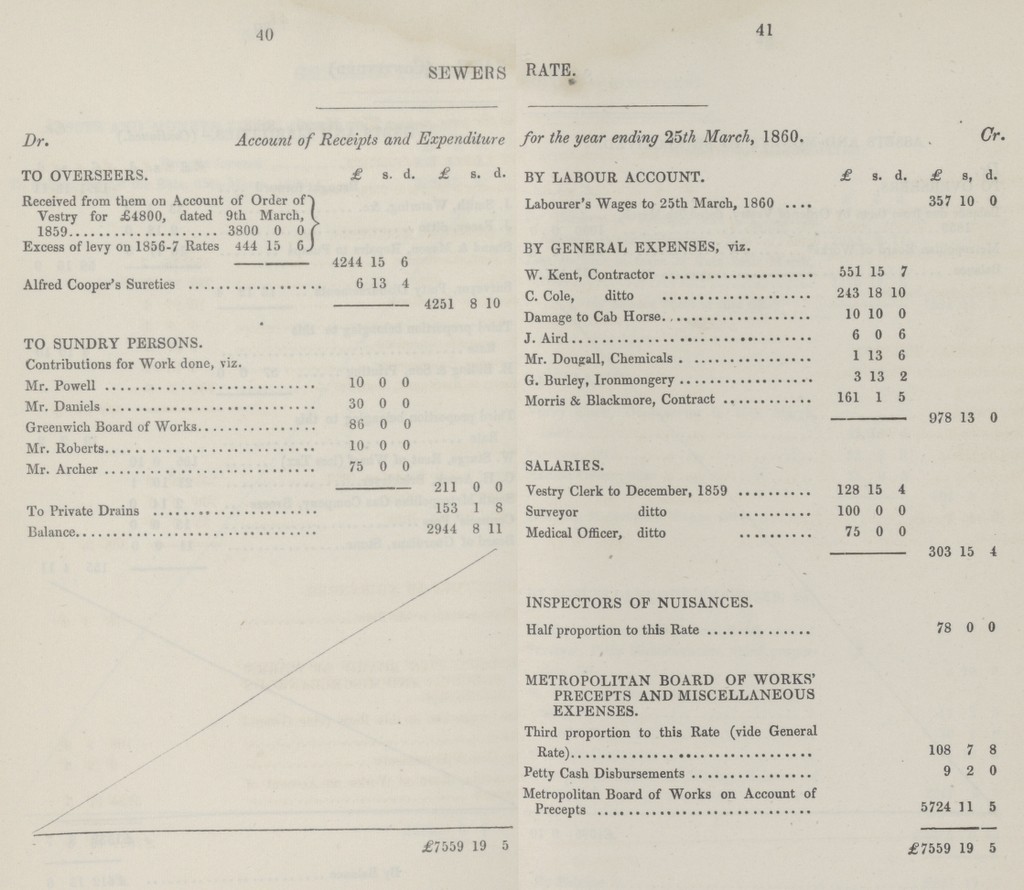 40
SEWERS
Dr. Account of Receipts and Expenditure
TO OVERSEERS. £ s. d. £ s. d.
Received from them on Account of Order of
Vestry for £4800, dated 9th March,
1859.................... 3800 0 0
Excess of levy on 1856-7 Rates 444 15 6
4244 15 6
Alfred Cooper's Sureties .................. 6 13 4
4251 8 10
TO SUNDRY PERSONS.
Contributions for Work done, viz.
Mr. Powell ............................ 10 0 0
Mr. Daniels ............................ 30 0 0
Greenwich Board of Works............... 86 0 0
Mr. Roberts............................ 10 0 0
Mr. Archer ............................ 75 0 0
211 0 0
To Private Drains ...................... 153 1 8
Balance................................ 2944 8 11
£7559 19 5
41
RATE.
for the year ending 25th March, 1860. Cr.
BY LABOUR ACCOUNT. £ s. d. £ s, d.
Labourer's Wages to 25th March, 1860 .... 357 10 0
BY GENERAL EXPENSES, viz.
W. Kent, Contractor .................... 551 15 7
C. Cole, ditto .................... 243 18 10
Damage to Cab Horse.................... 10 10 0
J. Aird................................ 6 0 6
Mr. Dougall, Chemicals . ............... 1 13 6
G. Burley, Ironmongery ................. 3 13 2
Morris & Blackmore, Contract ............ 161 1 5
978 13 0
SALARIES.
Vestry Clerk to December, 1859 .......... 128 15 4
Surveyor ditto .......... 100 0 0
Medical Officer, ditto .......... 75 0 0
303 15 4
INSPECTORS OF NUISANCES.
Half proportion to this Rate .............. 78 0 0
METROPOLITAN BOARD OF WORKS'
PRECEPTS AND MISCELLANEOUS
EXPENSES.
Third proportion to this Rate (vide General
Rate)................................ 108 7 8
Petty Cash Disbursements ................ 9 2 0
Metropolitan Board of Works on Account of
Precepts ............................ 5724 11 5
£7559 19 5